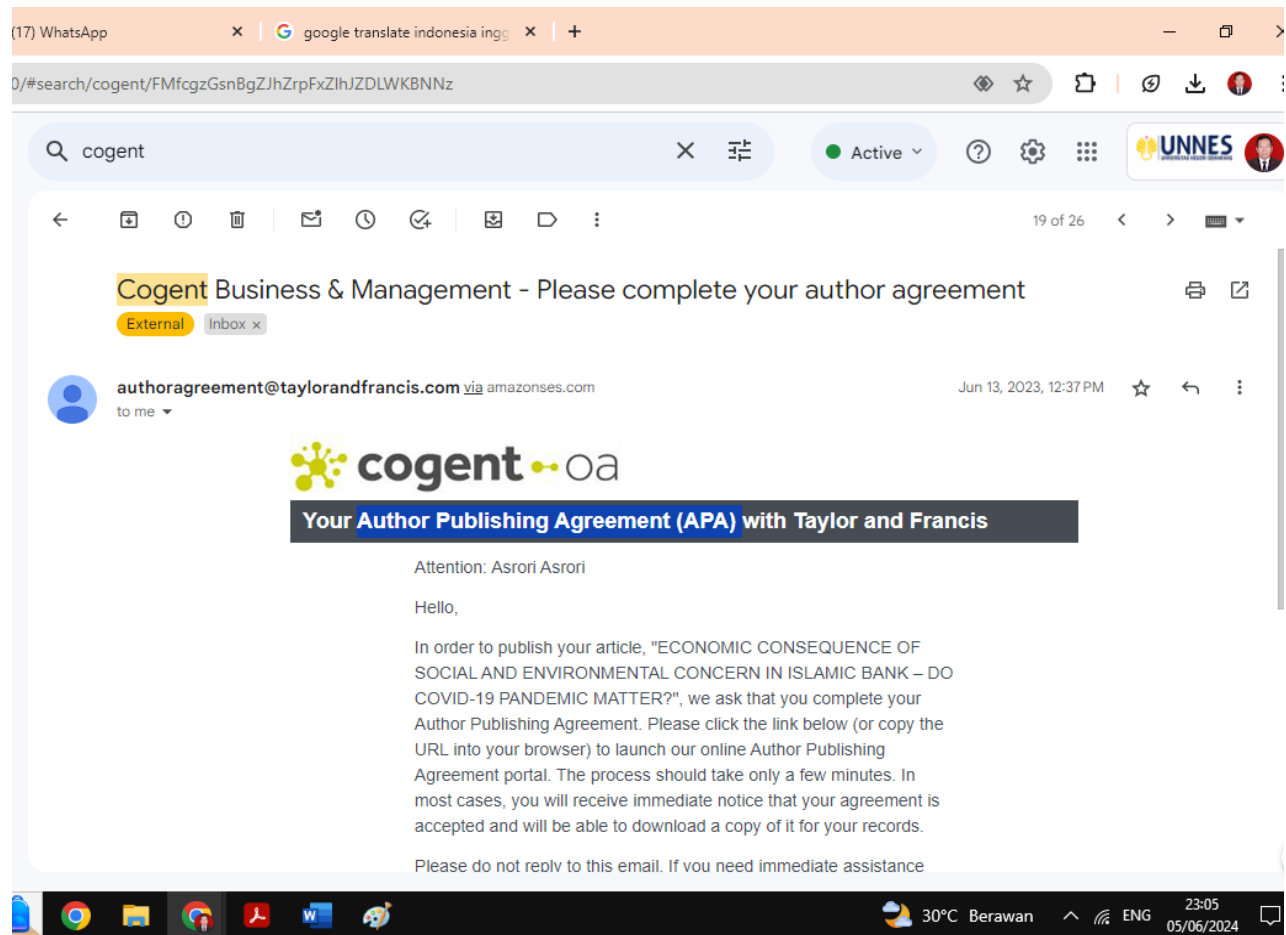 (17) WhatsApp
google translate indonesia ingg
0/#search/cogent/FMfcgzGsnBgZJhZrpFxZlhJZDLWKBNNz
cogent
Active
UNNES
19 of 26
Cogent Business & Management - Please complete your author agreement
External Inbox x
authoragreement@taylorandfrancis.com via amazonses.com
Jun 13, 2023, 12:37 PM
to me
cogent oa
Your Author Publishing Agreement (APA) with Taylor and Francis
Attention: Asrori Asrori
Hello,
In order to publish your article, "ECONOMIC CONSEQUENCE OF
SOCIAL AND ENVIRONMENTAL CONCERN IN ISLAMIC BANK – DO
COVID-19 PANDEMIC MATTER?", we ask that you complete your
Author Publishing Agreement. Please click the link below (or copy the
URL into your browser) to launch our online Author Publishing
Agreement portal. The process should take only a few minutes. In
most cases, you will receive immediate notice that your agreement is
accepted and will be able to download a copy of it for your records.
Please do not reply to this email. If you need immediate assistance
30°C Berawan
ENG
23:05
05/06/2024